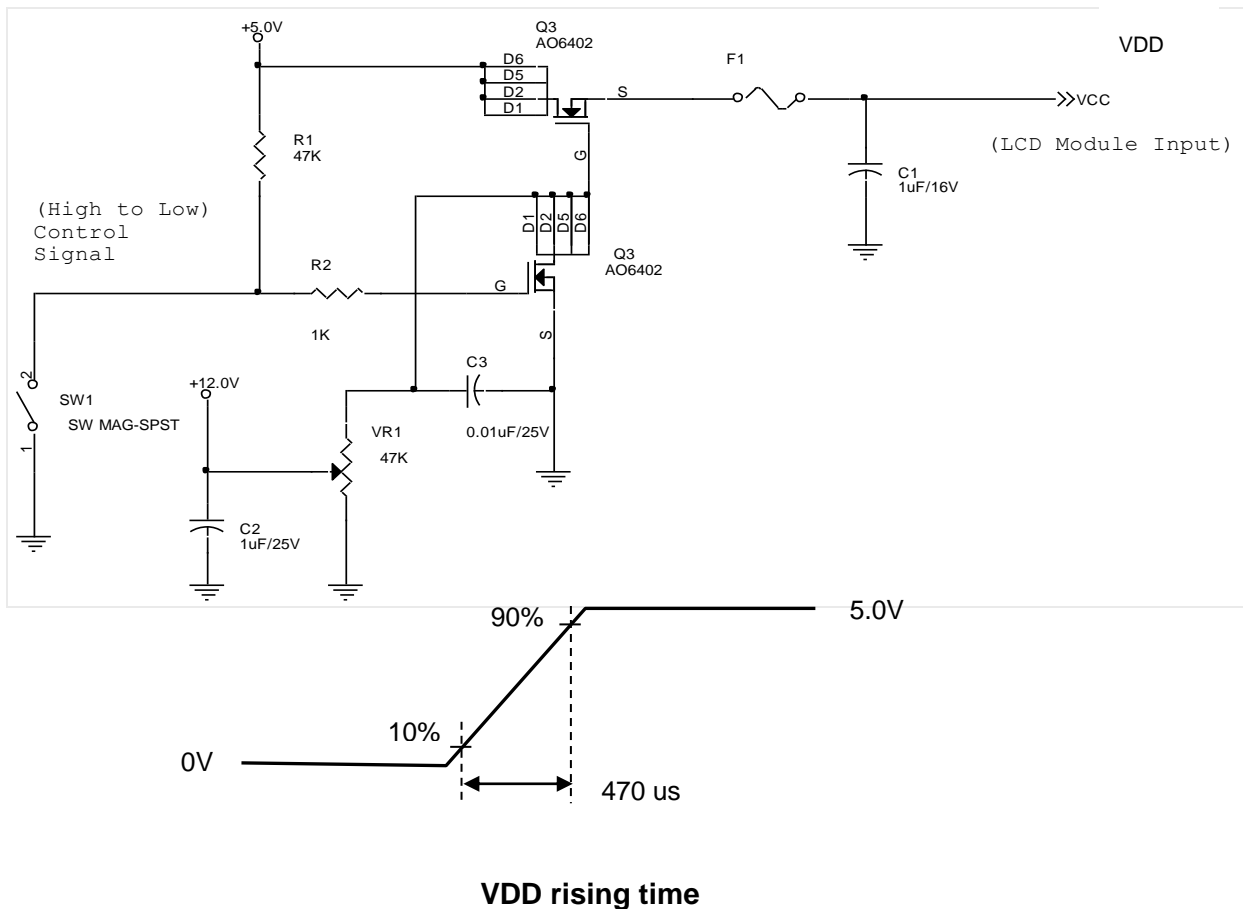 +5.0V
Q3
AO6402
VDD
F1
D6
D5
D2
D1
S
VCC
G
(LCD Module Input)
R1
47K
C1
1uF/16V
(High to Low)
Control
Signal
D1
D2
D5
D6
Q3
AO6402
R2
1K
G
S
C3
0.01uF/25V
+12.0V
2
SW1
SW MAG-SPST
1
VR1
47K
C2
1uF/25V
90%
5.0V
10%
0V
470 us
VDD rising time